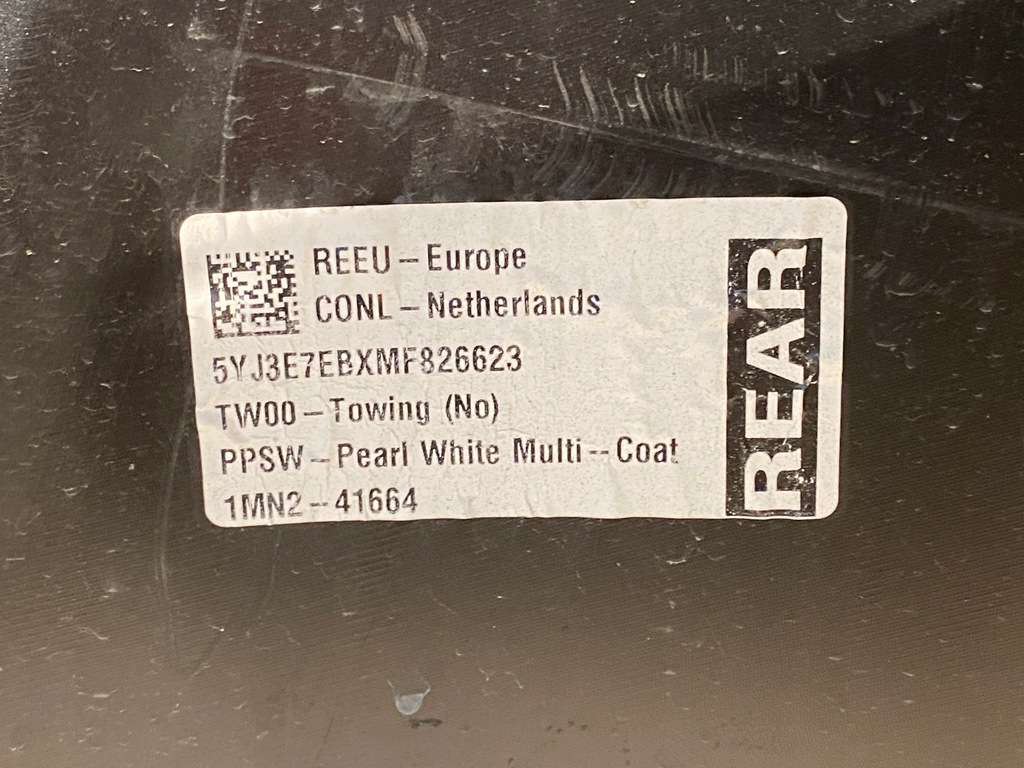 REEU-Europe
CONL-Netherlands
5YJ3E7EBXMF826623
TW00-Towing (No)
PPSW-Pearl White Multi--Coat
1MN2--41664
REAR